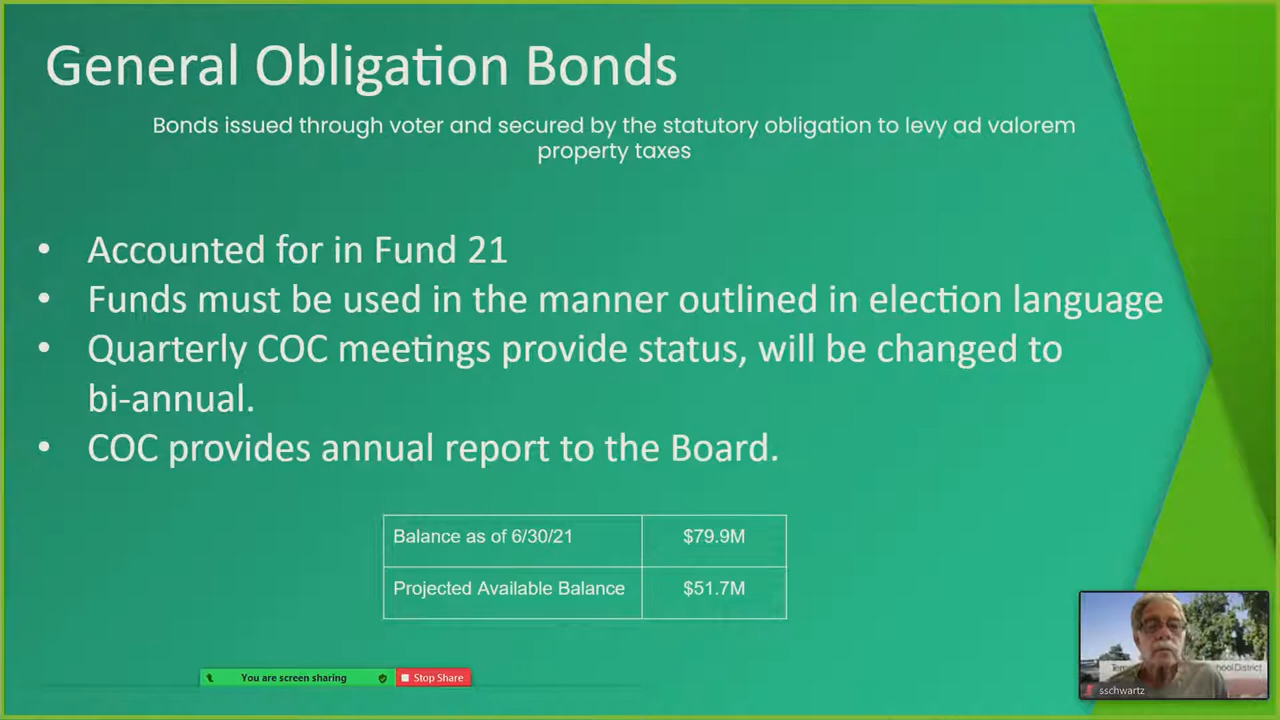 General Obligation Bonds
Bonds issued through voter and secured by the statutory obligation to levy ad valorem
property taxes
• Accounted for in Fund 21
• Funds must be used in the manner outlined in election language
• Quarterly COC meetings provide status, will be changed to
bi-annual.
• COC provides annual report to the Board.
Balance as of 6/30/21 $79.9M
Projected Available Balance $51.7M
You are screen sharing Stop Share
District
sschwartz